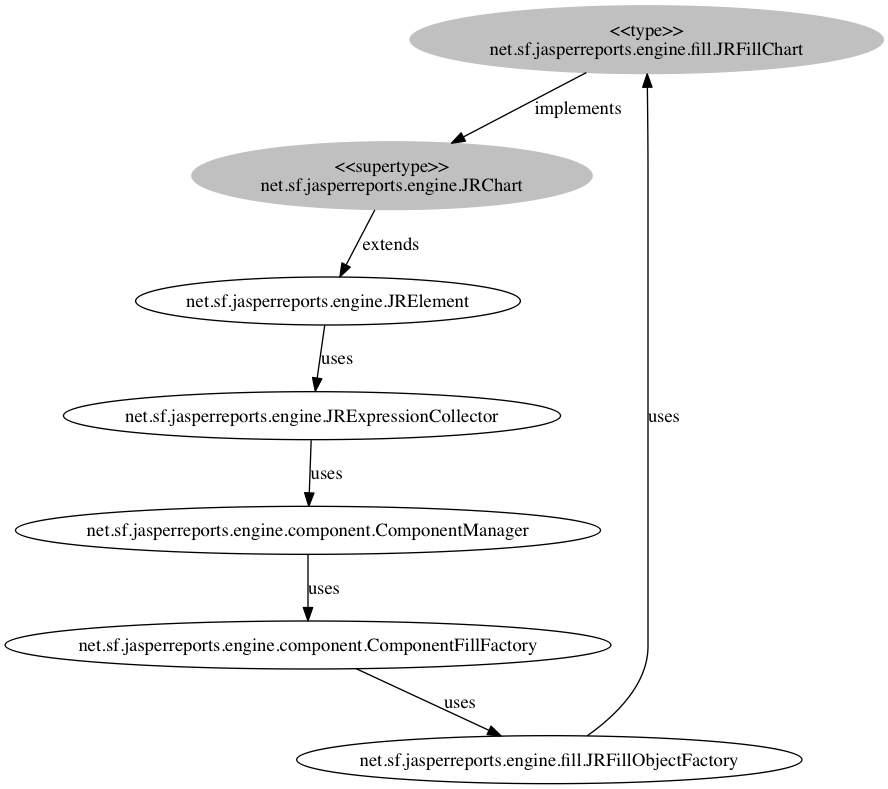 <<type>>
net.sf.jasperreports.engine.fill.JRFillChart
implements
<<supertype>>
net.sf.jasperreports.engine.JRChart
extends
net.sf.jasperreports.engine.JRElement
uses
net.sf.jasperreports.engine.JRExpressionCollector
uses
uses
net.sf.jasperreports.engine.component.ComponentManager
uses
net.sf.jasperreports.engine.component.ComponentFillFactory
uses
net.sf.jasperreports.engine.fill.JRFillObjectFactory